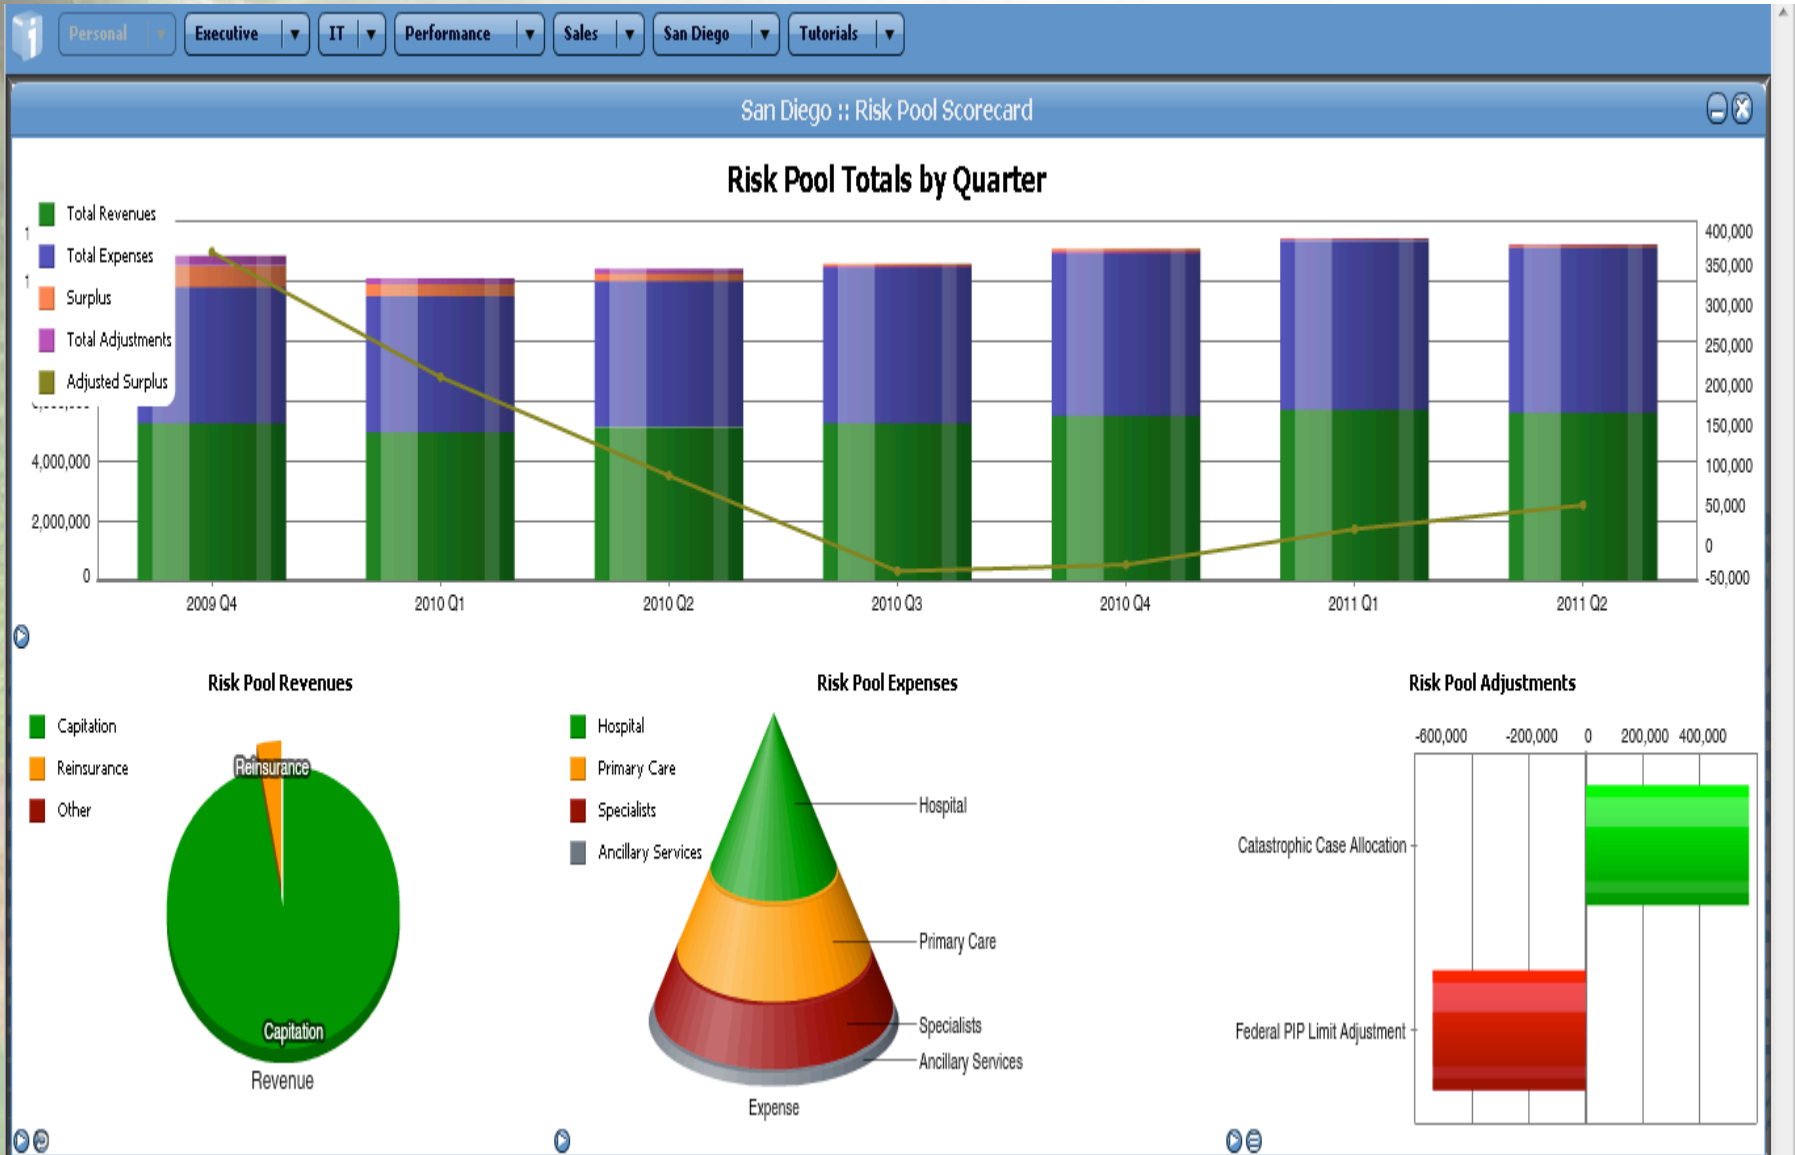 Personal Executive IT Performance Sales San Diego Tutorials
San Diego :: Risk Pool Scorecard
Risk Pool Totals by Quarter
Total Revenues
Total Expenses
Surplus
Total Adjustments
Adjusted Surplus
4,000,000
2,000,000
0
400,000
350,000
300,000
250,000
200,000
150,000
100,000
50,000
0
-50,000
2009 Q4 2010 Q1 2010 Q2 2010 Q3 2010 Q4 2011 Q1 2011 Q2
Risk Pool Revenues
Capitation
Reinsurance
Other
Reinsurance
Capitation
Revenue
Risk Pool Expenses
Hospital
Primary Care
Specialists
Ancillary Services
Hospital
Primary Care
Specialists
Ancillary Services
Expense
Risk Pool Adjustments
-600,000 -200,000 0 200,000 400,000
Catastrophic Case Allocation
Federal PIP Limit Adjustment